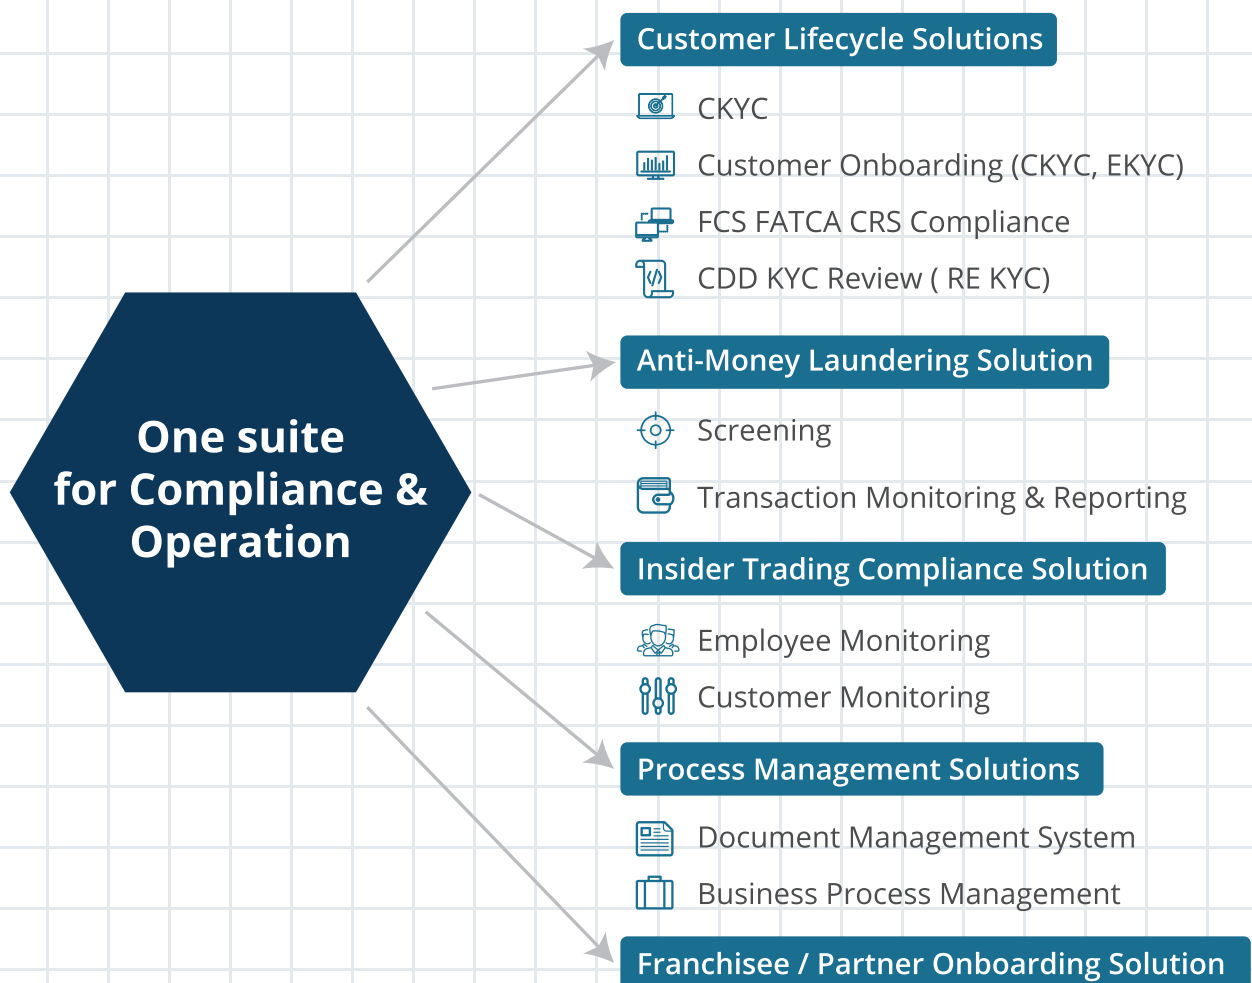 One suite
for Compliance &
Operation
Customer Lifecycle Solutions
CKYC
Customer Onboarding (CKYC, EKYC)
FCS FATCA CRS Compliance
CDD KYC Review ( RE KYC)
Anti-Money Laundering Solution
Screening
Transaction Monitoring & Reporting
Insider Trading Compliance Solution
Employee Monitoring
Customer Monitoring
Process Management Solutions
Document Management System
Business Process Management
Franchisee / Partner Onboarding Solution